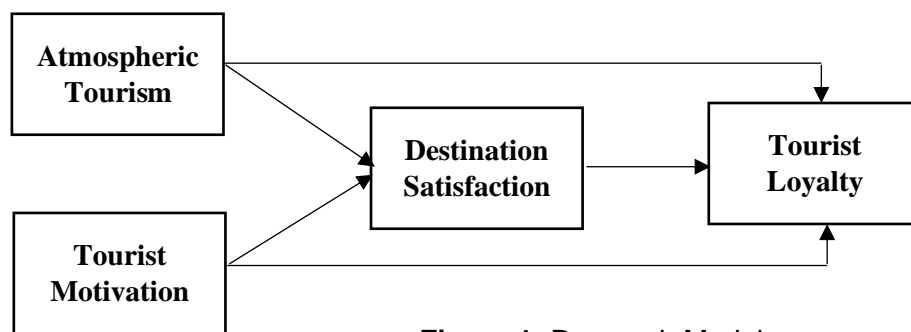 Atmospheric
Tourism
Destination
Satisfaction
Tourist
Loyalty
Tourist
Motivation